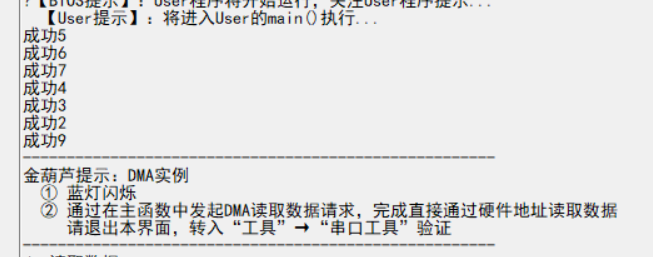 ?【BIOS提示】：User程序将开始运行，关注User程序提示...
【User提示】：将进入User的main()执行...
成功5
成功6
成功7
成功4
成功3
成功2
成功9
------------------------------------------------------
金葫芦提示：DMA实例
① 蓝灯闪烁
② 通过在主函数中发起DMA读取数据请求，完成直接通过硬件地址读取数据
请退出本界面，转入“工具”→“串口工具”验证
------------------------------------------------------